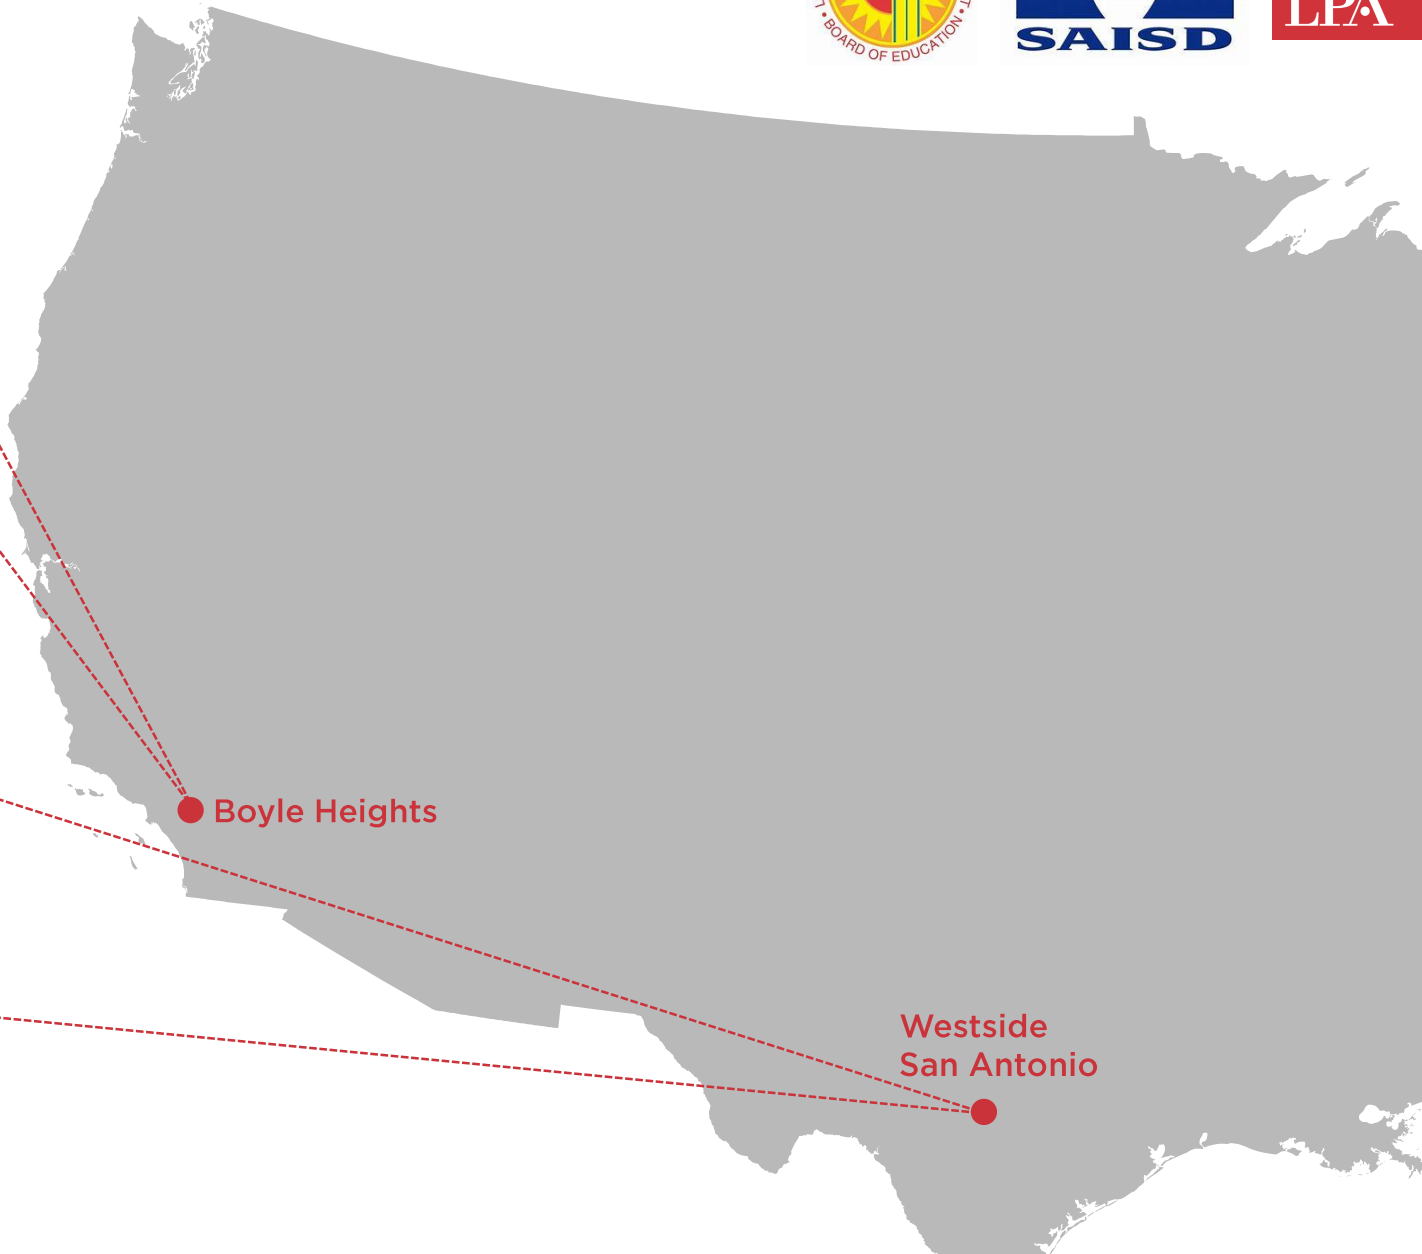 • BOARD OF EDUCATION •
SAISD
LPA
Boyle Heights
Westside
San Antonio